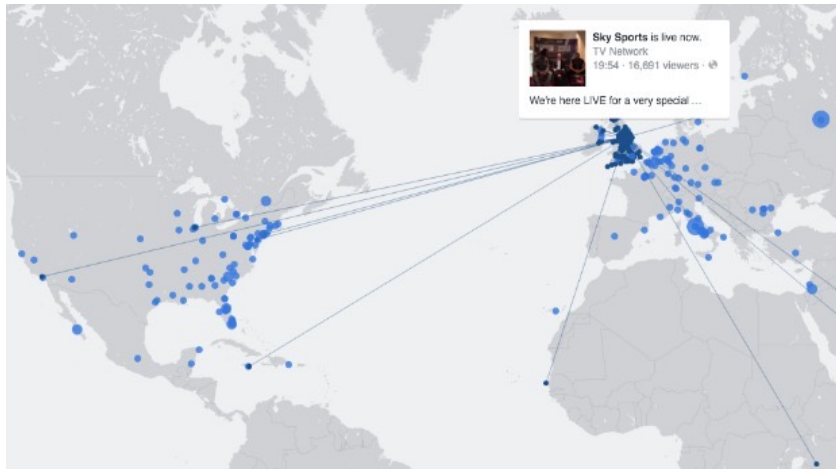 Sky Sports is live now.
TV Network
19:54 · 16,691 viewers ·
We're here LIVE for a very special ...